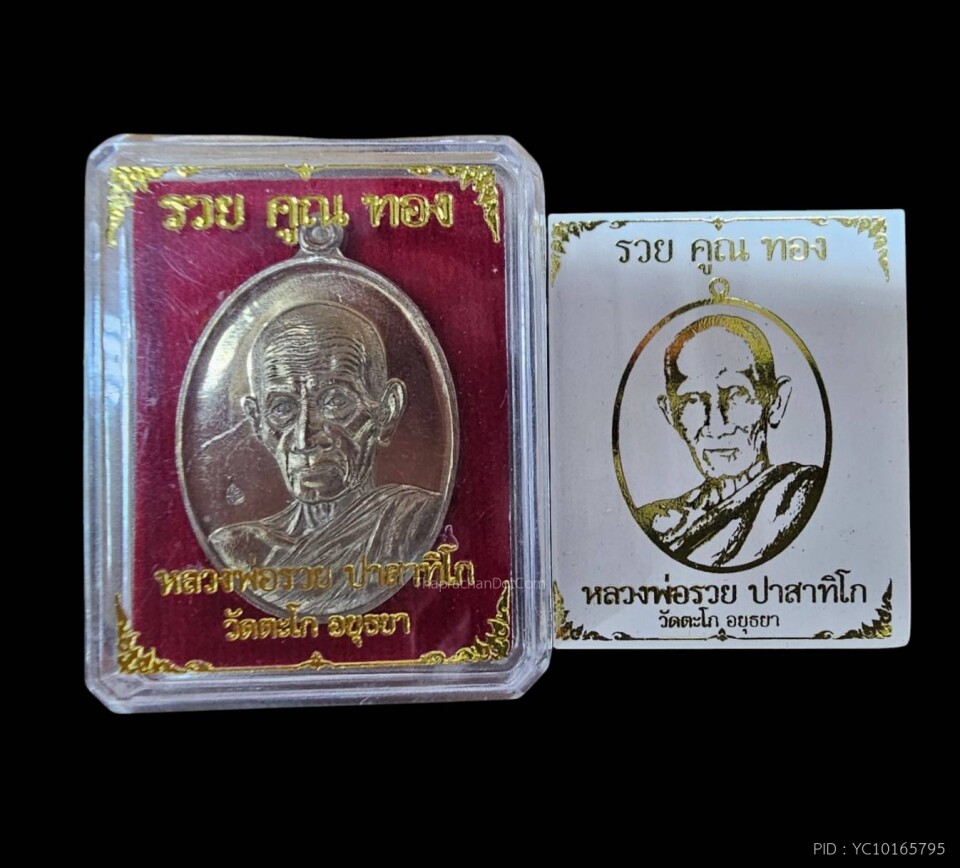 รวย คูณ ทอง
หลวงพ่อรวย ปาสาทิโก
วัดตะโก อยุธยา
ThaprachanDotCom
รวย คูณ ทอง
หลวงพ่อรวย ปาสาทิโก
วัดตะโก อยุธยา
PID : YC10165795